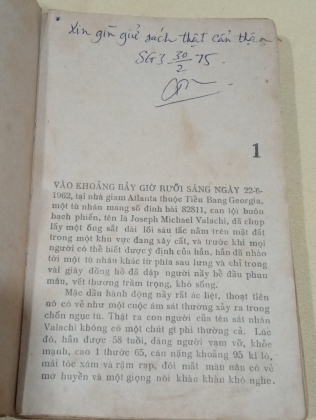 Xin gìn giữ sách thật cẩn thận
SG 3 30/2 75.
1
VÀO KHOẢNG BẢY GIỜ RƯỠI SÁNG NGÀY 22-6-
1962, tại nhà giam Atlanta thuộc Tiểu Bang Georgia,
một tù nhân mang số đính bài 82811, can tội buôn
bạch phiến, tên là Joseph Michael Valachi, đã chộp
lấy một ống sắt dài lối sáu tấc nằm trên mặt đất
trong một khu vực đang xây cất, và trước khi mọi
người có thể biết được ý định của hắn, hắn đã nhào
tới một tù nhân khác từ phía sau lưng và chỉ trong
vài giây đồng hồ đã đập người nầy bể đầu phun
máu, vết thương trầm trọng, khó sống.
Mặc dầu hành động nầy rất ác liệt, thoạt tiên
nó có vẻ như một cuộc ám sát thường xảy ra trong
chốn ngục tù. Thật ra con người của tên sát nhân
Valachi không có một chút gì phi thường cả. Lúc
đó, hắn được 58 tuổi, dáng người vạm vỡ, khỏe
mạnh, cao 1 thước 65, cân nặng khoảng 95 kí lô,
mái tóc xám và rậm rạp, đôi mắt màu nâu có vẻ
mơ huyền và một giọng nói khào khào khó nghe.